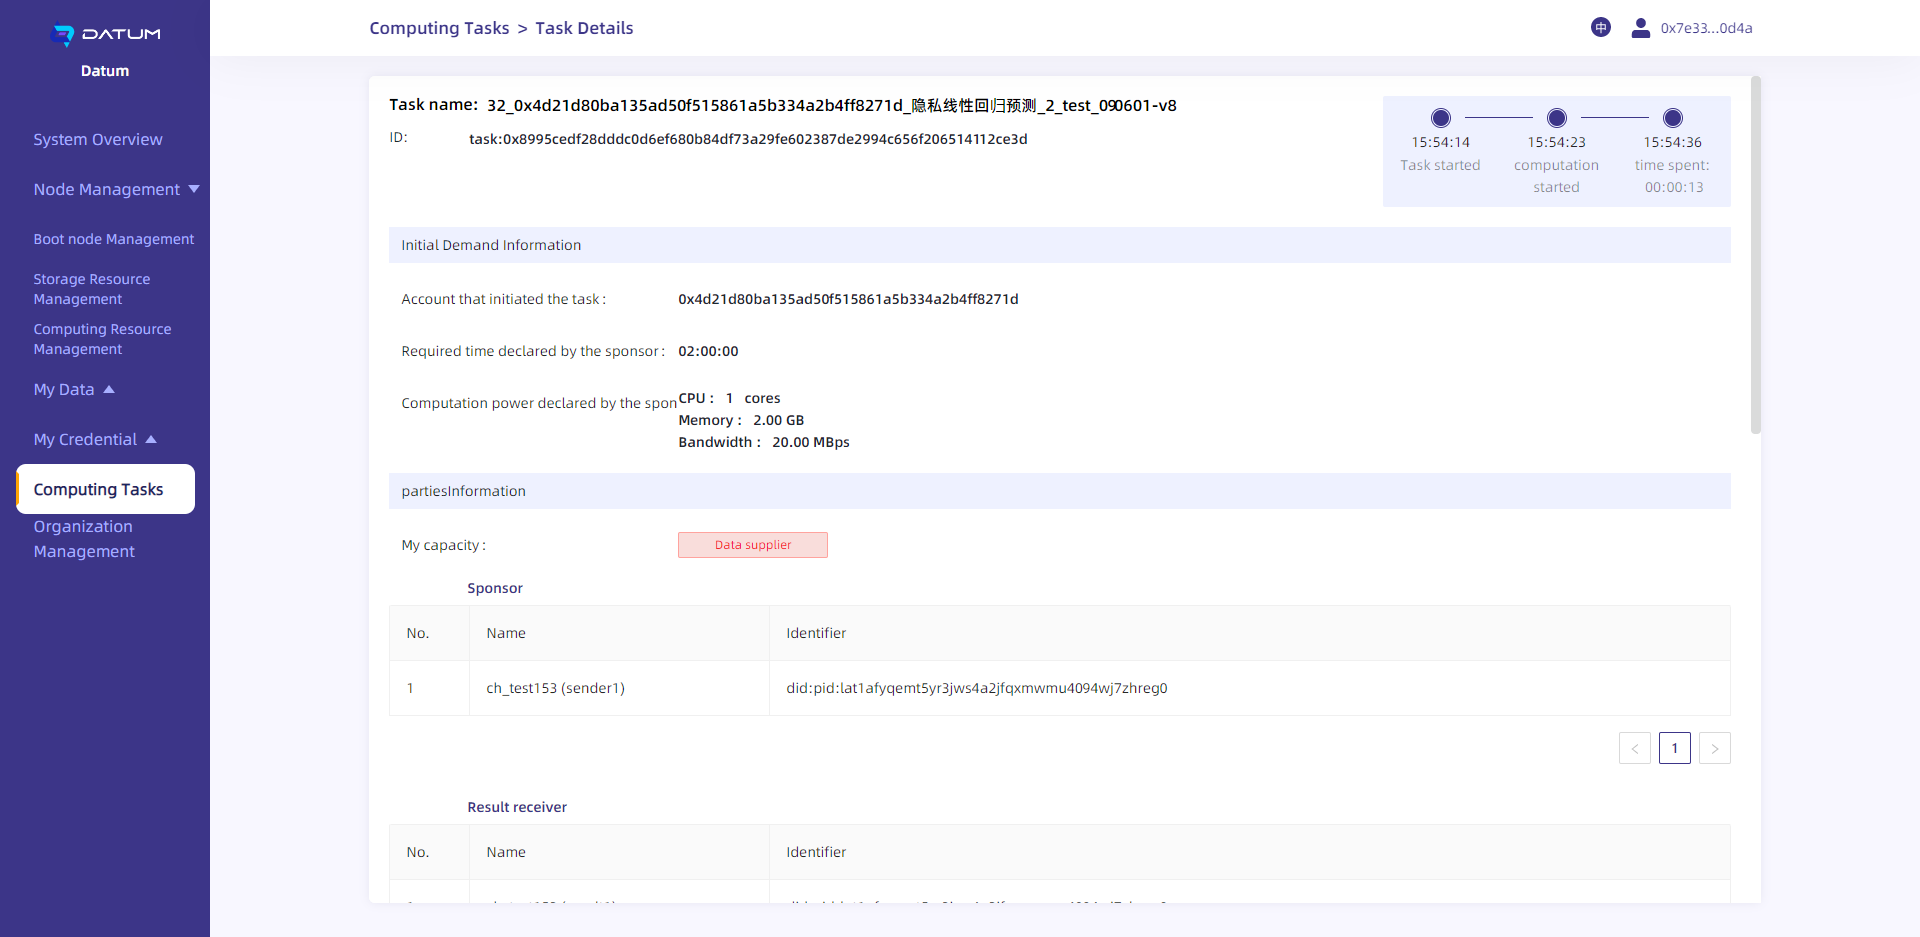 DATUM
Datum
System Overview
Node Management
Boot node Management
Storage Resource
Management
Computing Resource
Management
My Data
My Credential
Computing Tasks
Organization
Management
Computing Tasks > Task Details
中
0x7e33...0d4a
Task name: 32_0x4d21d80ba135ad50f515861a5b334a2b4ff8271d_隐私线性回归预测_2_test_090601-v8
ID: task:0x8995cedf28dddc0d6ef680b84df73a29fe602387de2994c656f206514112ce3d
15:54:14 15:54:23 15:54:36
Task started computation time spent:
started 00:00:13
Initial Demand Information
Account that initiated the task : 0x4d21d80ba135ad50f515861a5b334a2b4ff8271d
Required time declared by the sponsor : 02:00:00
Computation power declared by the spon CPU : 1 cores
Memory : 2.00 GB
Bandwidth : 20.00 MBps
partiesInformation
My capacity : Data supplier
Sponsor
No. Name Identifier
1 ch_test153 (sender1) did:pid:lat1afyqemt5yr3jws4a2jfqxmwmu4094wj7zhreg0
< 1 >
Result receiver
No. Name Identifier